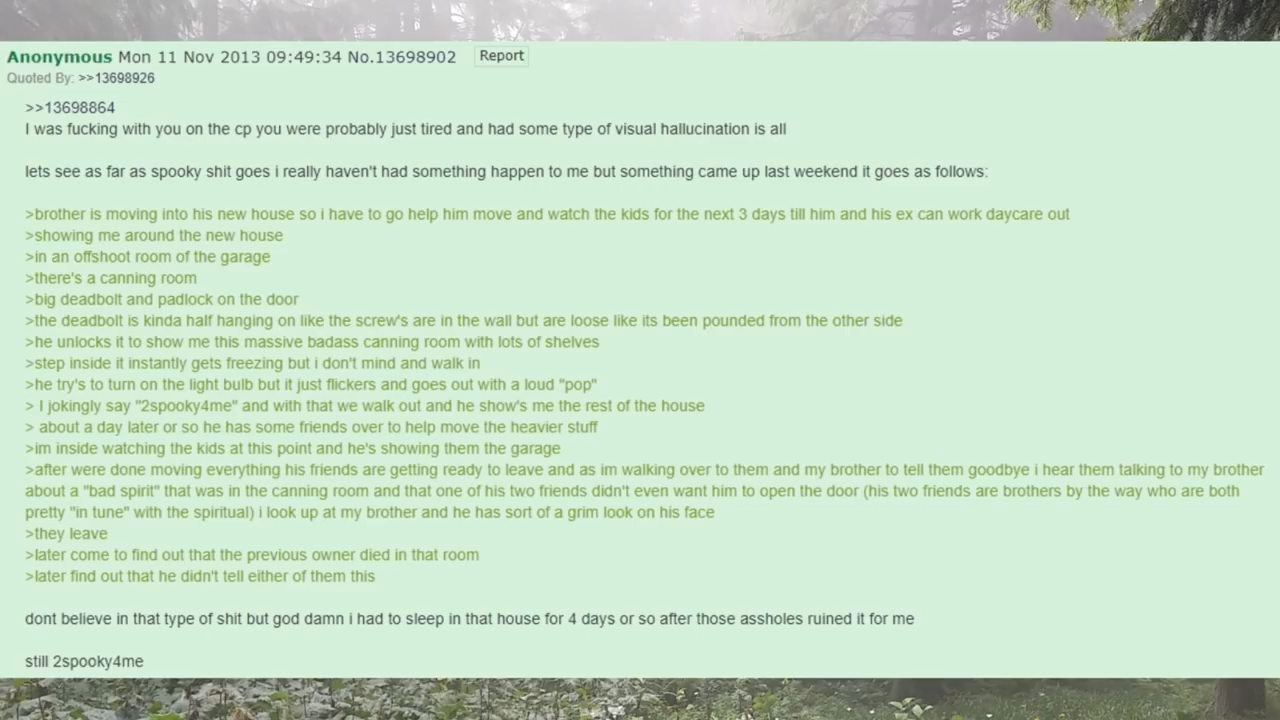 Anonymous Mon 11 Nov 2013 09:49:34 No.13698902 Report
Quoted By: >>13698926
>>13698864
I was fucking with you on the cp you were probably just tired and had some type of visual hallucination is all
lets see as far as spooky shit goes i really haven't had something happen to me but something came up last weekend it goes as follows:
>brother is moving into his new house so i have to go help him move and watch the kids for the next 3 days till him and his ex can work daycare out
>showing me around the new house
>in an offshoot room of the garage
>there's a canning room
>big deadbolt and padlock on the door
>the deadbolt is kinda half hanging on like the screw's are in the wall but are loose like its been pounded from the other side
>he unlocks it to show me this massive badass canning room with lots of shelves
>step inside it instantly gets freezing but i don't mind and walk in
>he try's to turn on the light bulb but it just flickers and goes out with a loud "pop"
> I jokingly say "2spooky4me" and with that we walk out and he show's me the rest of the house
> about a day later or so he has some friends over to help move the heavier stuff
>im inside watching the kids at this point and he's showing them the garage
>after were done moving everything his friends are getting ready to leave and as im walking over to them and my brother to tell them goodbye i hear them talking to my brother
about a "bad spirit" that was in the canning room and that one of his two friends didn't even want him to open the door (his two friends are brothers by the way who are both
pretty "in tune" with the spiritual) i look up at my brother and he has sort of a grim look on his face
>they leave
>later come to find out that the previous owner died in that room
>later find out that he didn't tell either of them this
dont believe in that type of shit but god damn i had to sleep in that house for 4 days or so after those assholes ruined it for me
still 2spooky4me